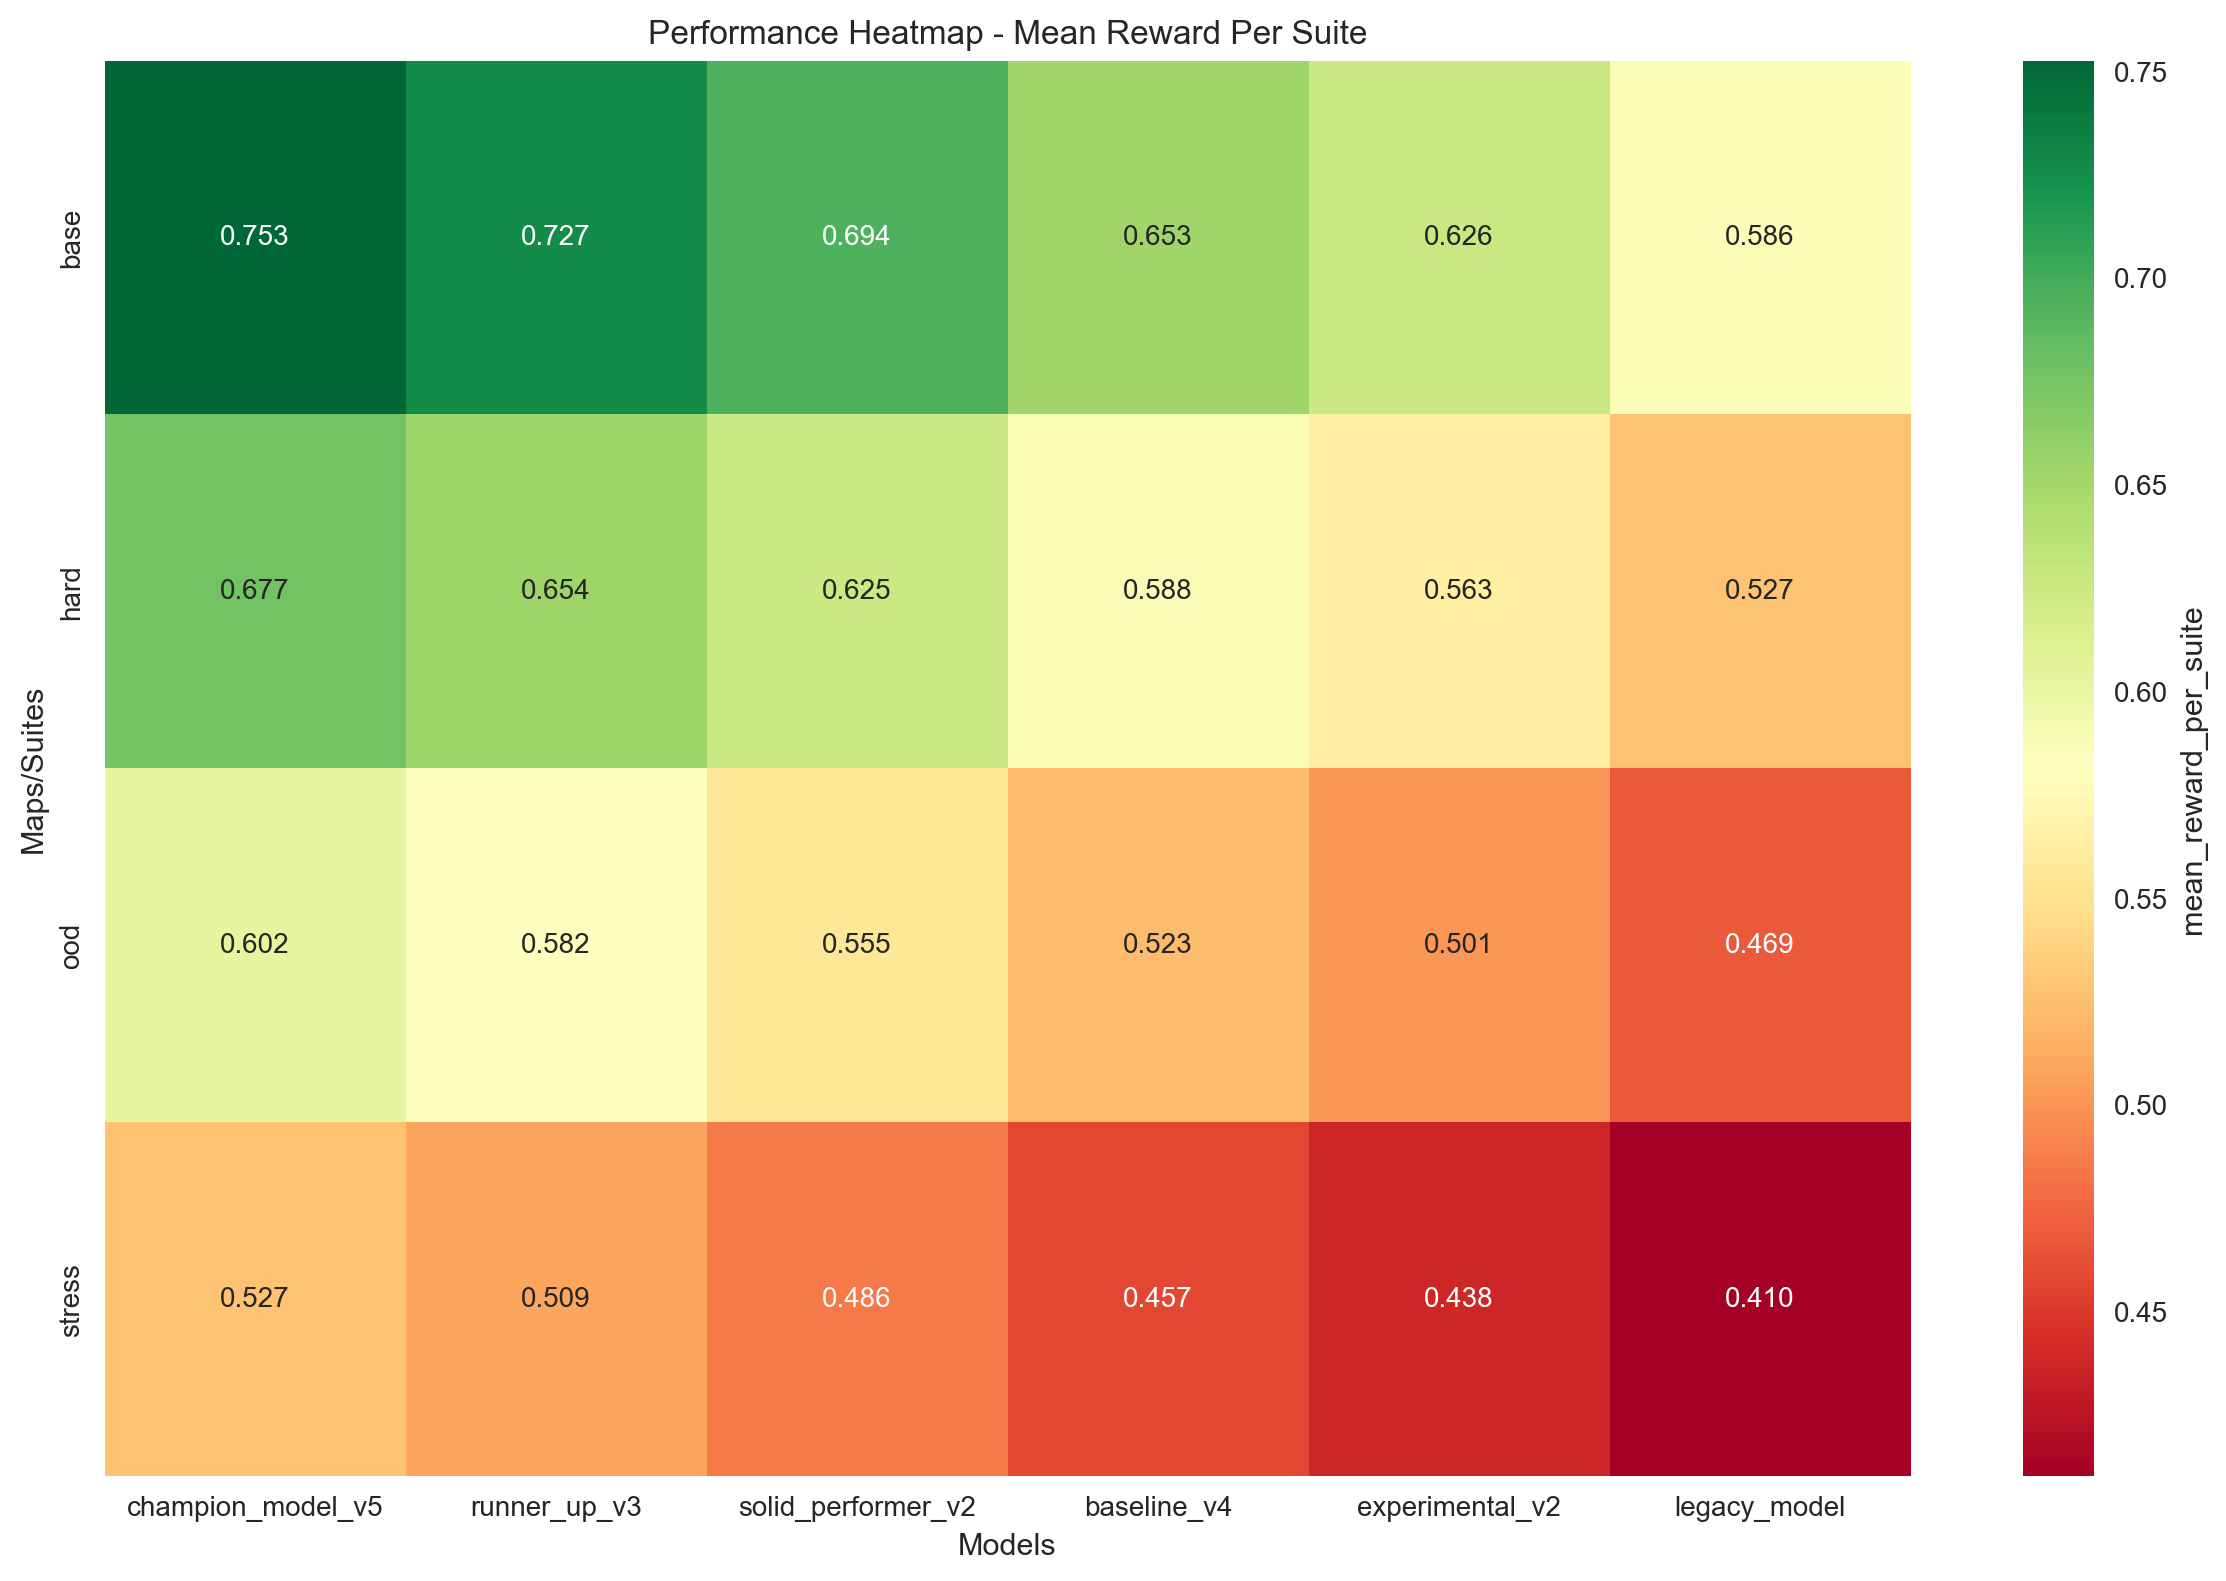 Performance Heatmap - Mean Reward Per Suite
Maps/Suites
base
0.753 0.727 0.694 0.653 0.626 0.586
hard
0.677 0.654 0.625 0.588 0.563 0.527
ood
0.602 0.582 0.555 0.523 0.501 0.469
stress
0.527 0.509 0.486 0.457 0.438 0.410
champion_model_v5 runner_up_v3 solid_performer_v2 baseline_v4 experimental_v2 legacy_model
Models
0.75
0.70
0.65
0.60
0.55
0.50
0.45
mean_reward_per_suite